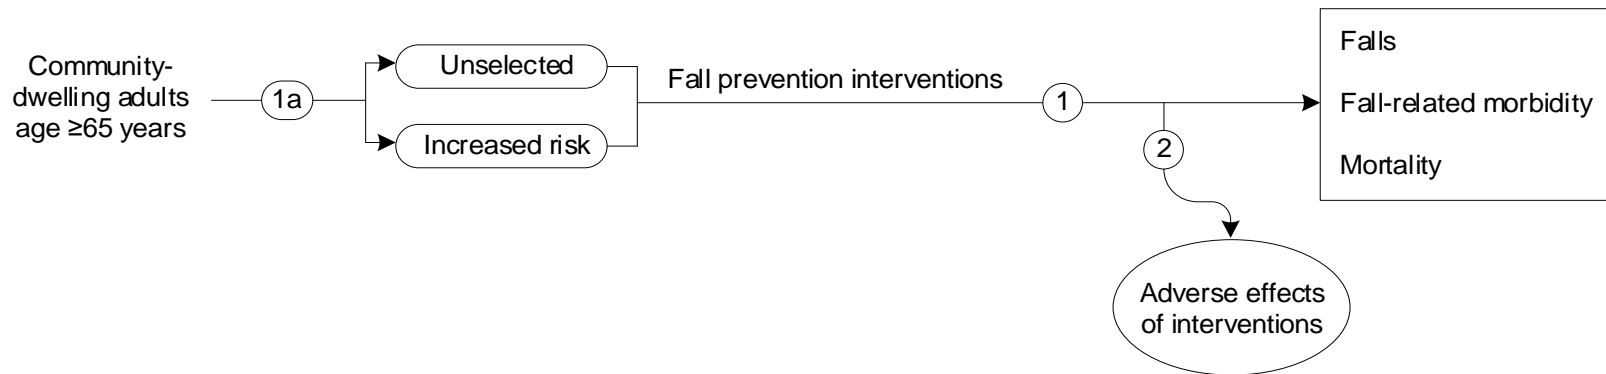 Community-
dwelling adults
age ≥65 years
1a
Unselected
Increased risk
Fall prevention interventions
1
2
Adverse effects
of interventions
Falls
Fall-related morbidity
Mortality